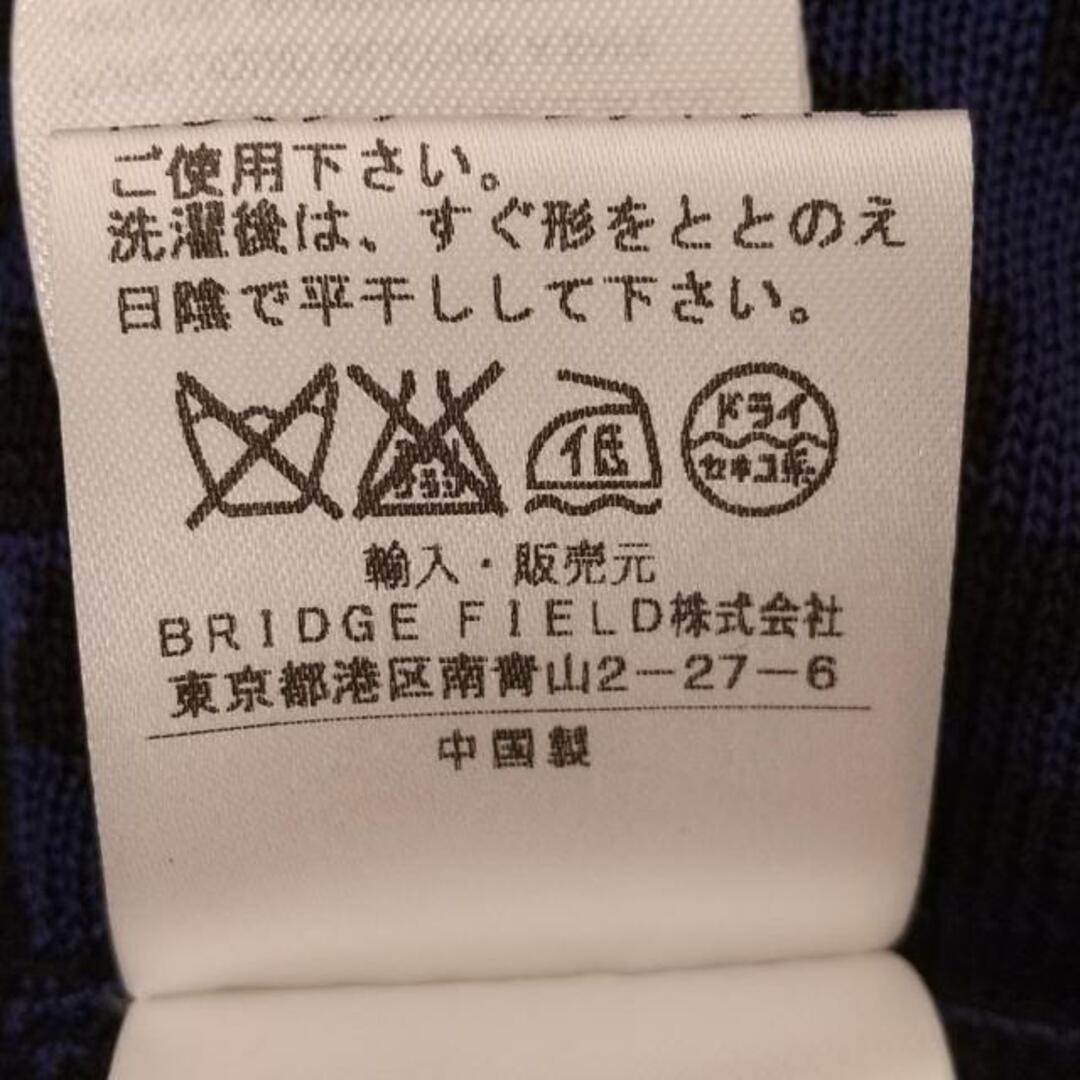 ご使用下さい。
洗濯後は、すぐ形をととのえ
日陰で平干しして下さい。
低
ドライ
セキユ系
輸入・販売元
BRIDGE FIELD株式会社
東京都港区南青山2-27-6
中国製